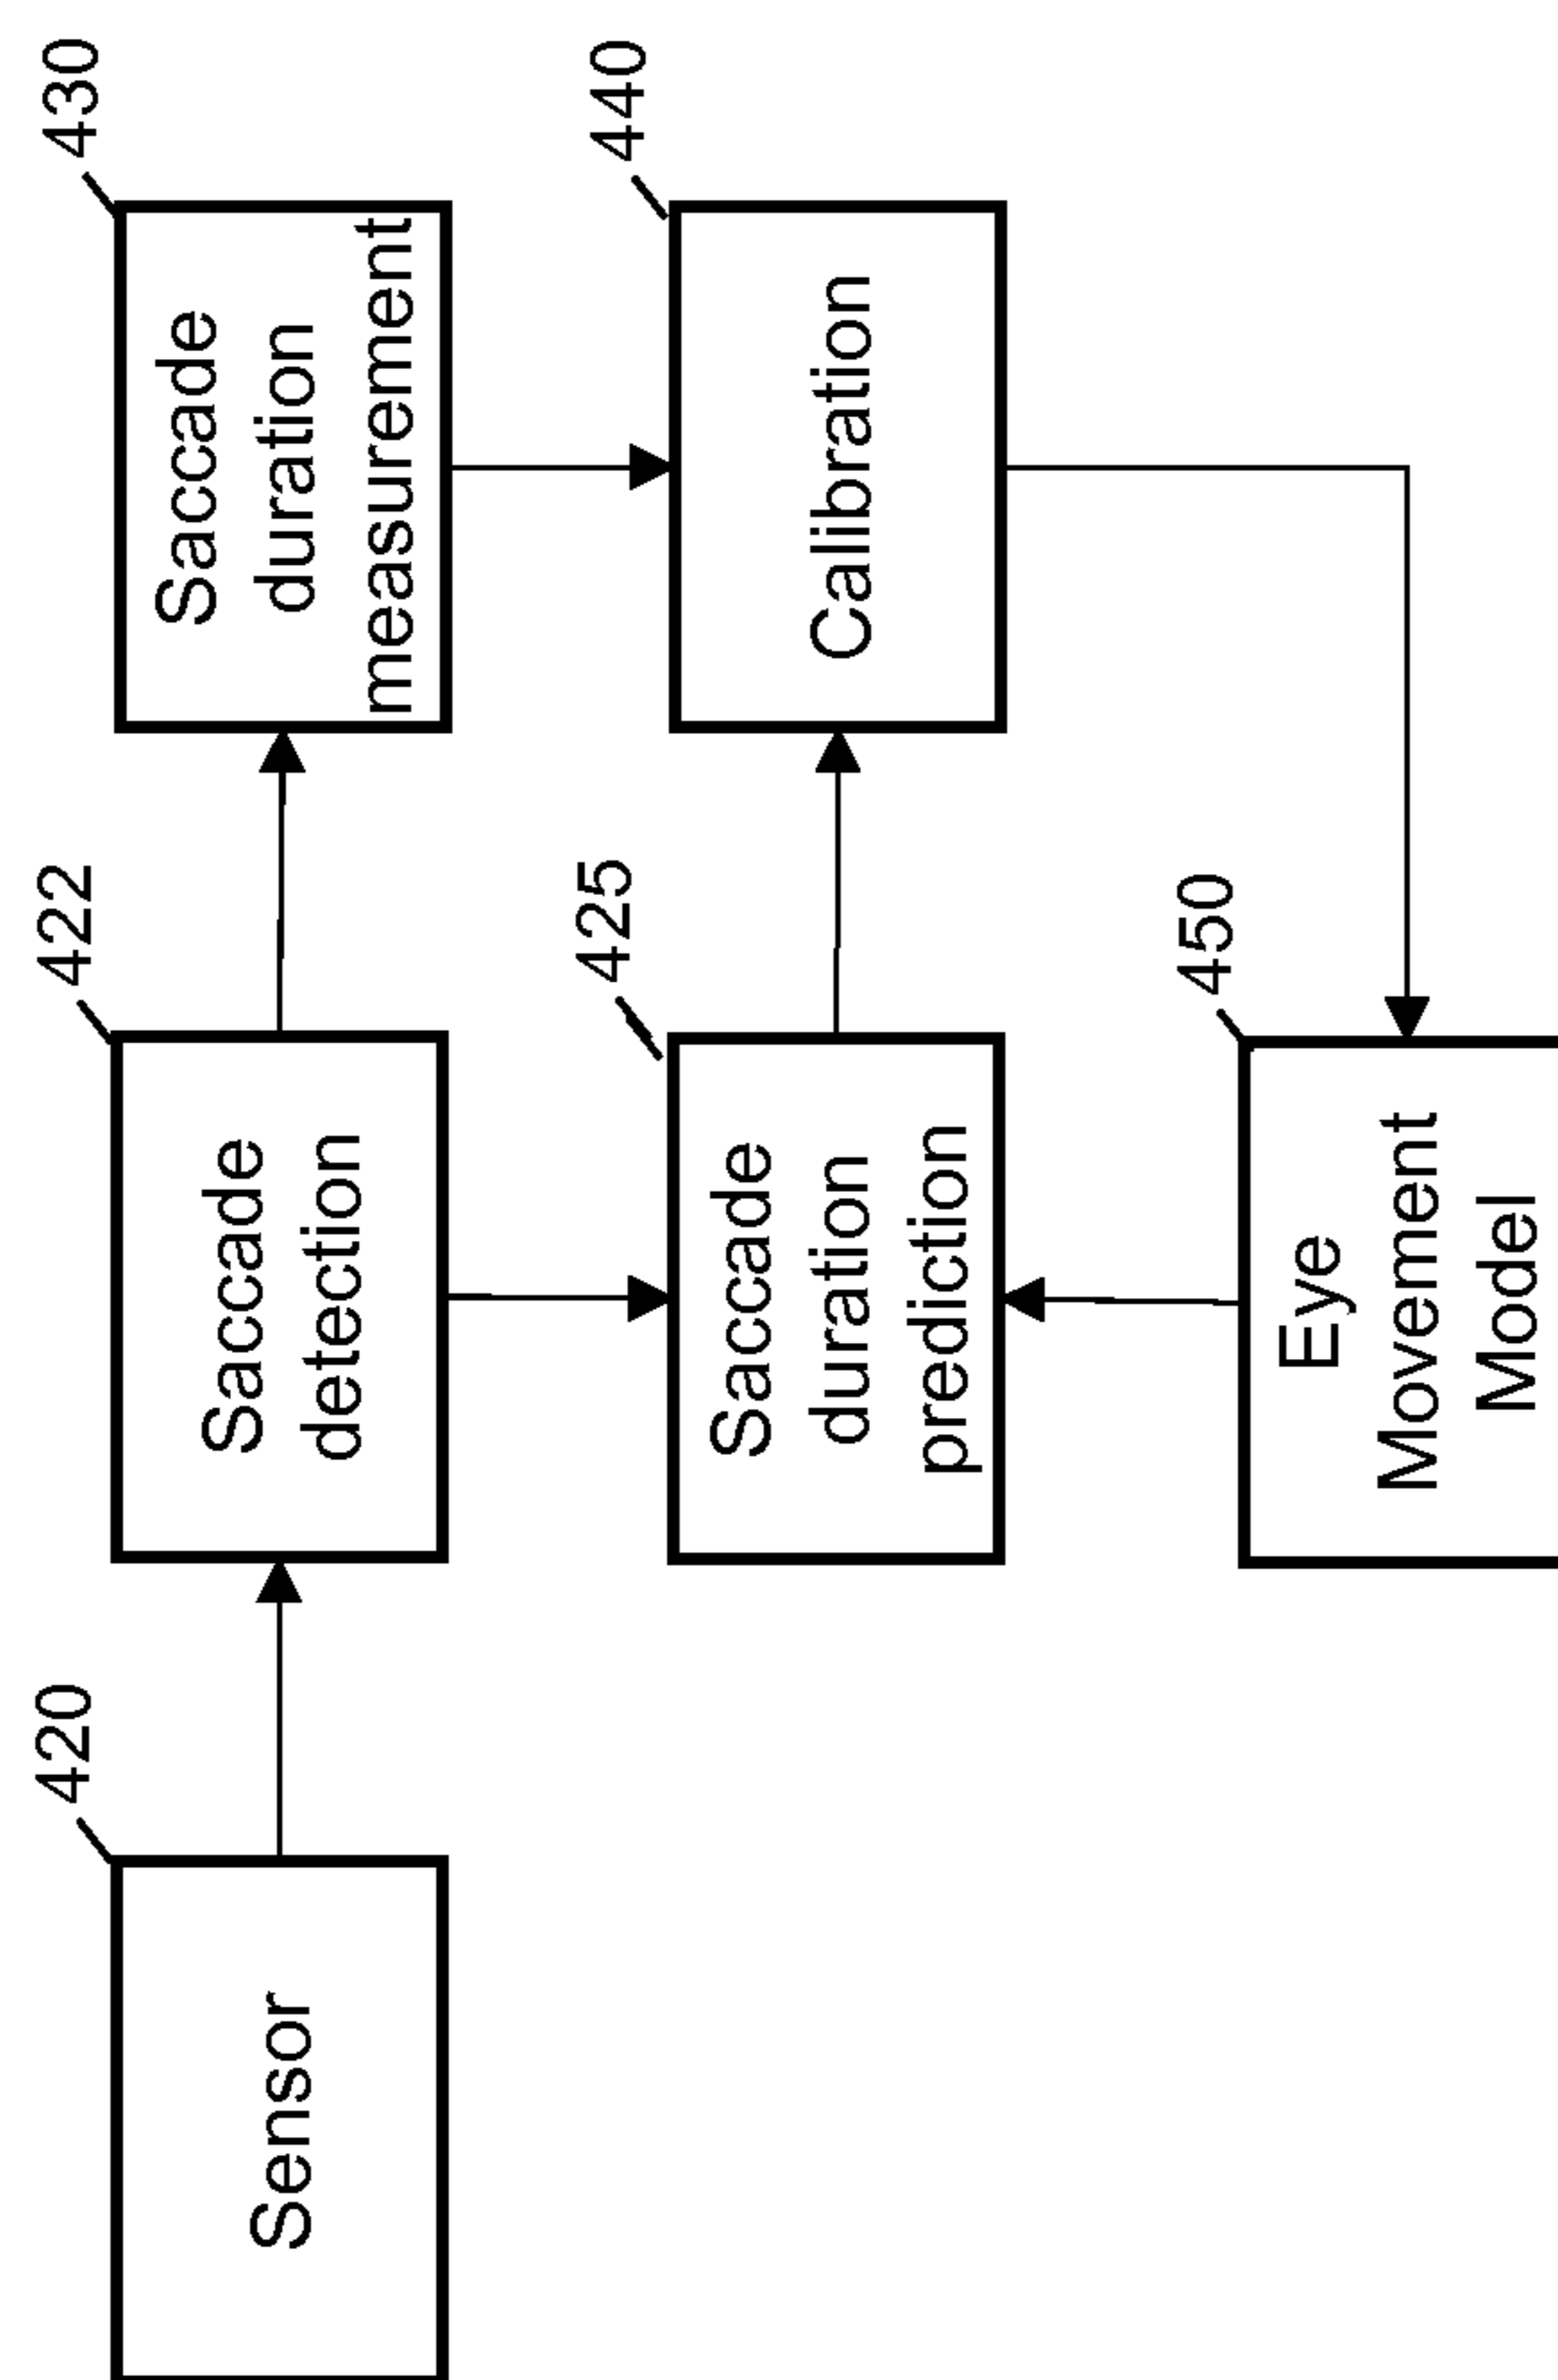 420
Sensor
422
Saccade
detection
430
Saccade
duration
measurement
425
Saccade
duration
prediction
440
Calibration
450
Eye
Movement
Model